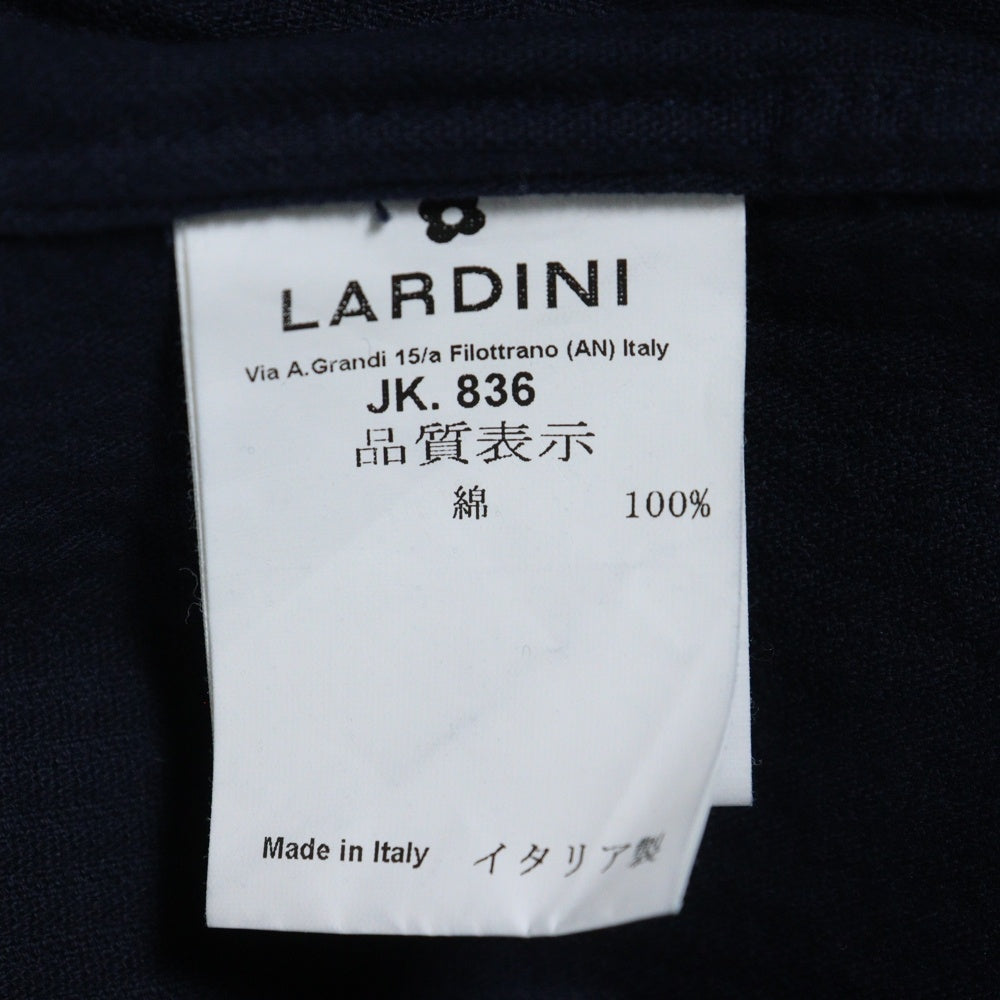 LARDINI
Via A.Grandi 15/a Filottrano (AN) Italy
JK. 836
品質表示
綿 100%
Made in Italy イタリア製